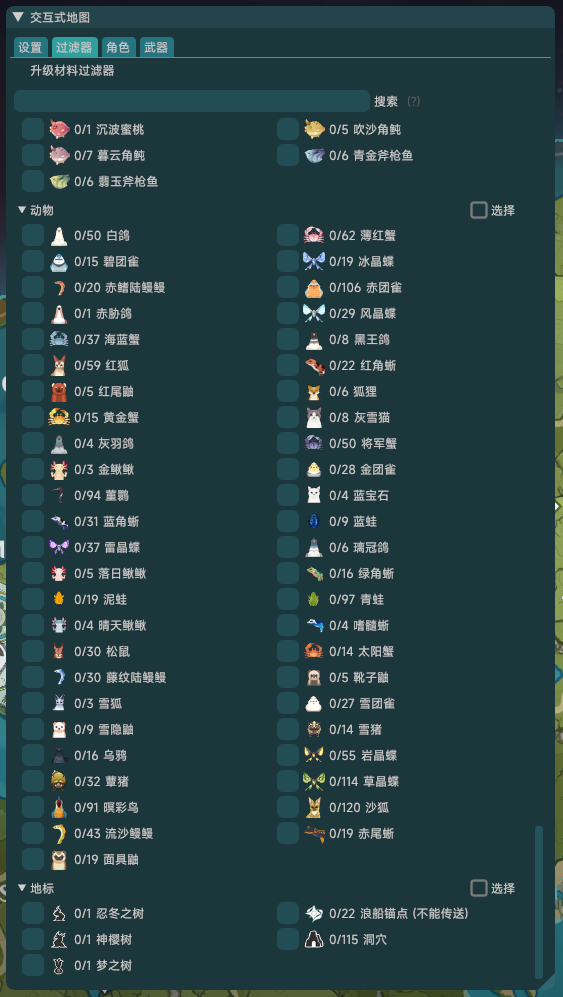 交互式地图
设置 过滤器 角色 武器
升级材料过滤器
搜索 (?)
0/1 沉波蜜桃 0/5 吹沙角鲀
0/7 暮云角鲀 0/6 青金斧枪鱼
0/6 翡玉斧枪鱼
动物 选择
0/50 白鸽 0/62 薄红蟹
0/15 碧团雀 0/19 冰晶蝶
0/20 赤鳍陆鳗鳗 0/106 赤团雀
0/1 赤胁鸽 0/29 风晶蝶
0/37 海蓝蟹 0/8 黑王鸽
0/59 红狐 0/22 红角蜥
0/5 红尾鼬 0/6 狐狸
0/15 黄金蟹 0/8 灰雪猫
0/4 灰羽鸽 0/50 将军蟹
0/3 金鳅鳅 0/28 金团雀
0/94 堇鹮 0/4 蓝宝石
0/31 蓝角蜥 0/9 蓝蛙
0/37 雷晶蝶 0/6 璃冠鸽
0/5 落日鳅鳅 0/16 绿角蜥
0/19 泥蛙 0/97 青蛙
0/4 晴天鳅鳅 0/4 嗜髓蜥
0/30 松鼠 0/14 太阳蟹
0/30 藤纹陆鳗鳗 0/5 靴子鼬
0/3 雪狐 0/27 雪团雀
0/9 雪隐鼬 0/14 雪猪
0/16 乌鸦 0/55 岩晶蝶
0/32 蕈猪 0/114 草晶蝶
0/91 暝彩鸟 0/120 沙狐
0/43 流沙鳗鳗 0/19 赤尾蜥
0/19 面具鼬
地标 选择
0/1 忍冬之树 0/22 浪船锚点 (不能传送)
0/1 神樱树 0/115 洞穴
0/1 梦之树